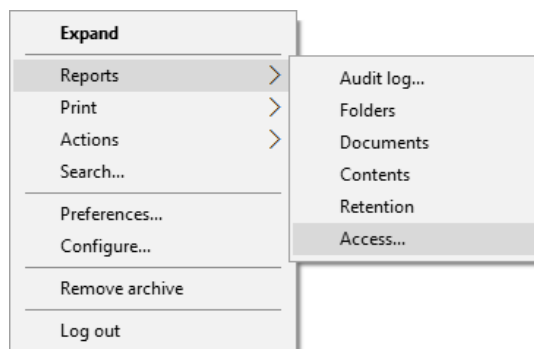 Expand
Reports
Print
Actions
Search...
Preferences...
Configure...
Remove archive
Log out
Audit log...
Folders
Documents
Contents
Retention
Access...